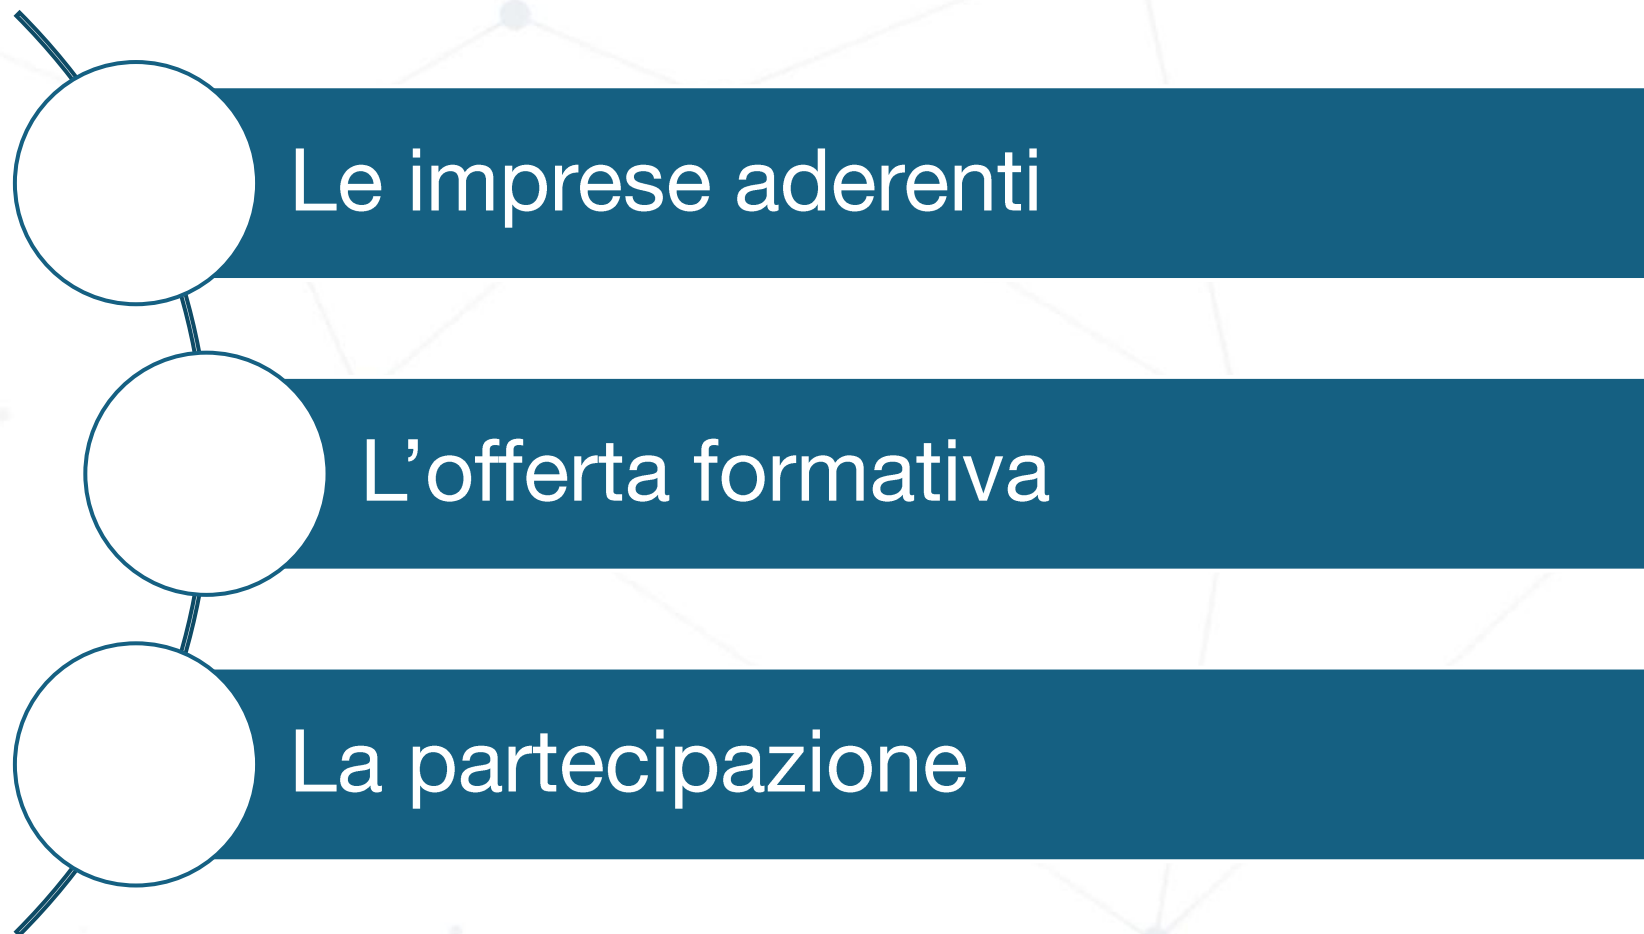 Le imprese aderenti
L’offerta formativa
La partecipazione